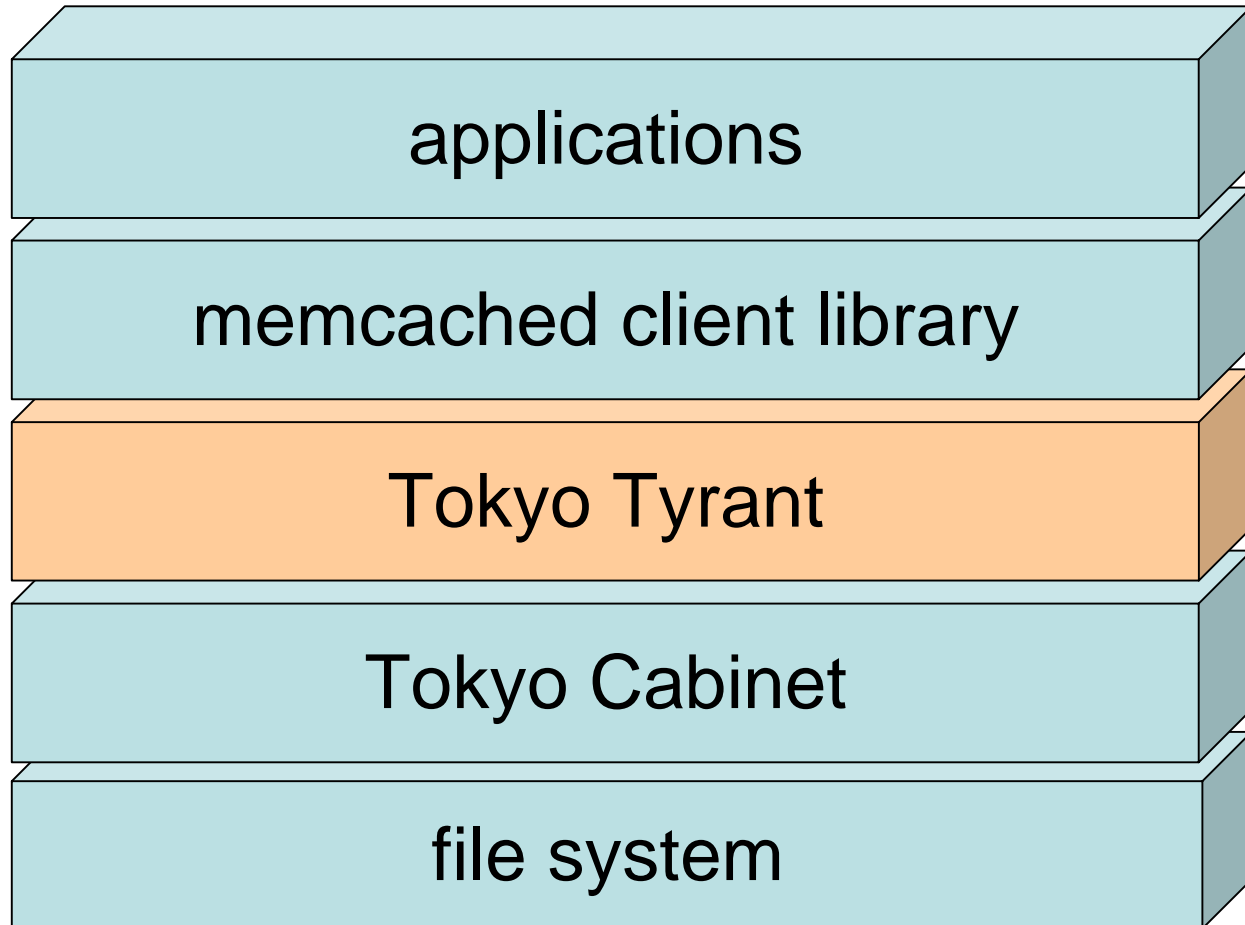 applications
memcached client library
Tokyo Tyrant
Tokyo Cabinet
file system